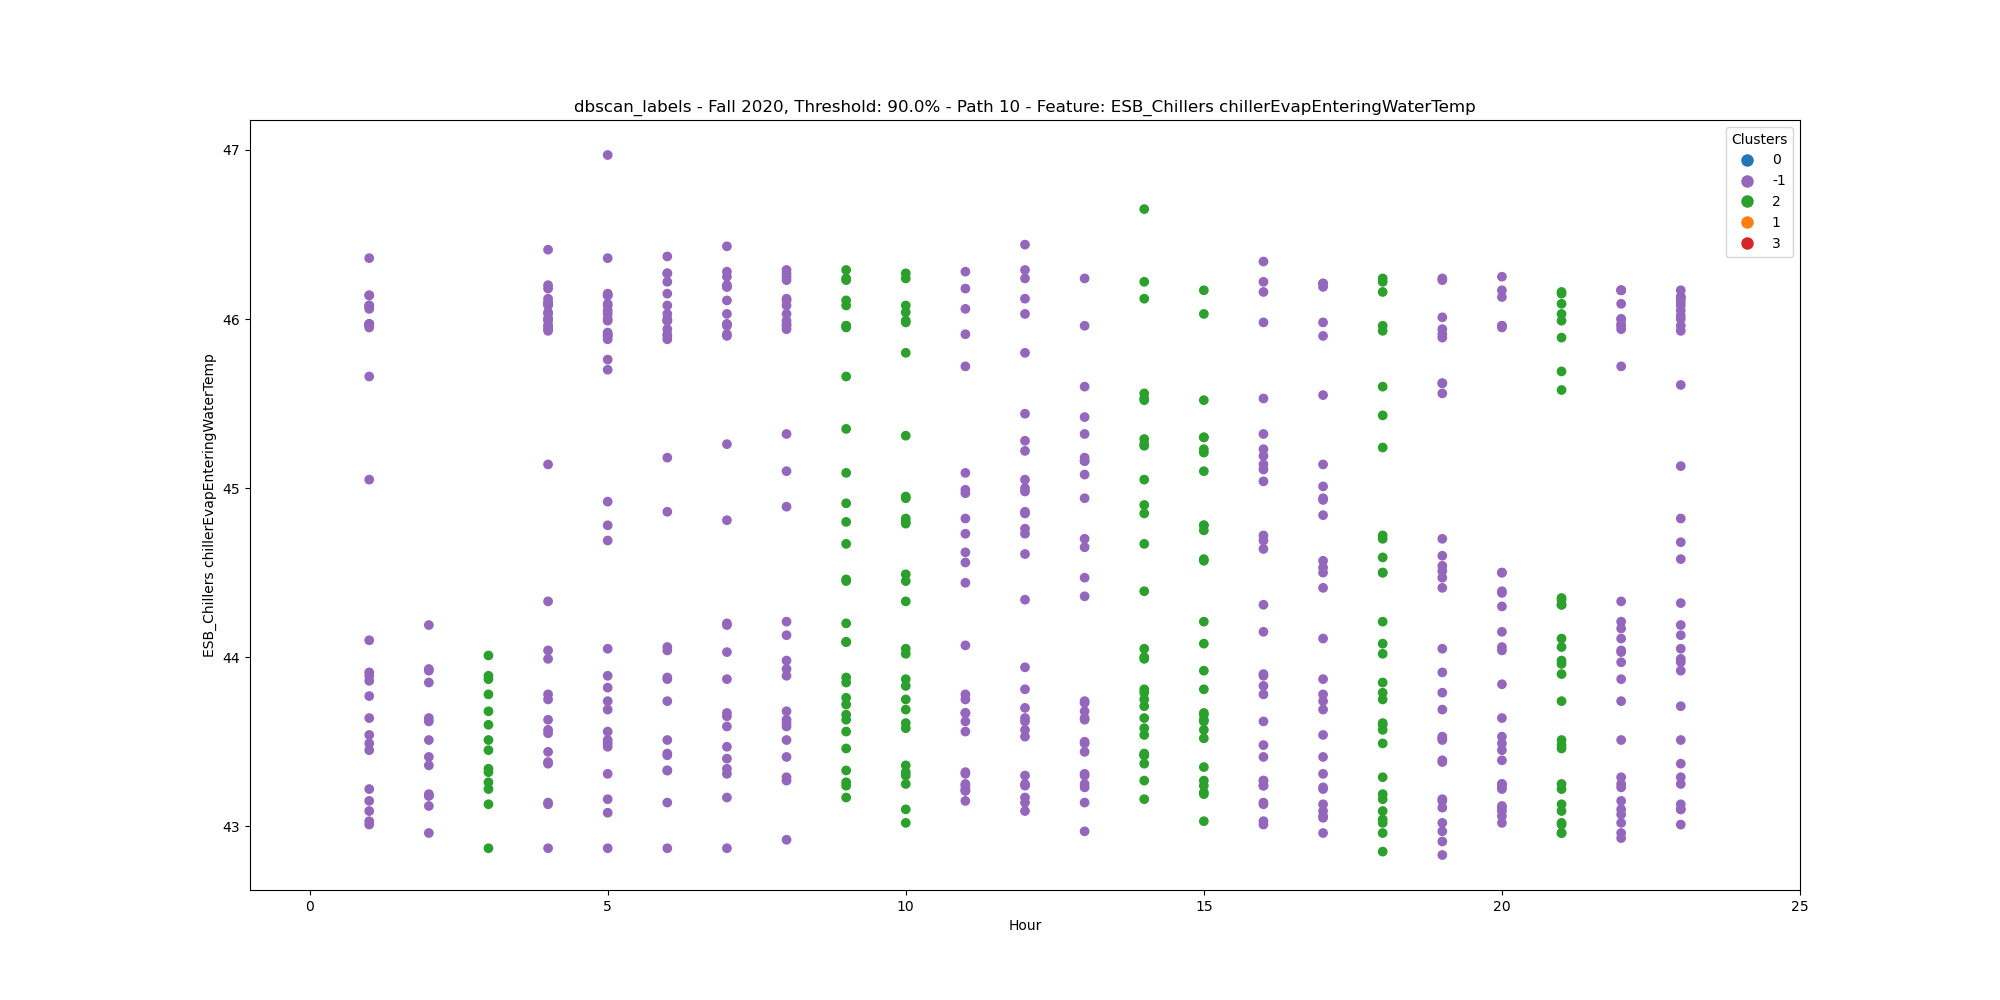 dbscan_labels - Fall 2020, Threshold: 90.0% - Path 10 - Feature: ESB_Chillers chillerEvapEnteringWaterTemp
Clusters
0
-1
2
1
3
ESB_Chillers chillerEvapEnteringWaterTemp
47
46
45
44
43
0 5 10 15 20 25
Hour